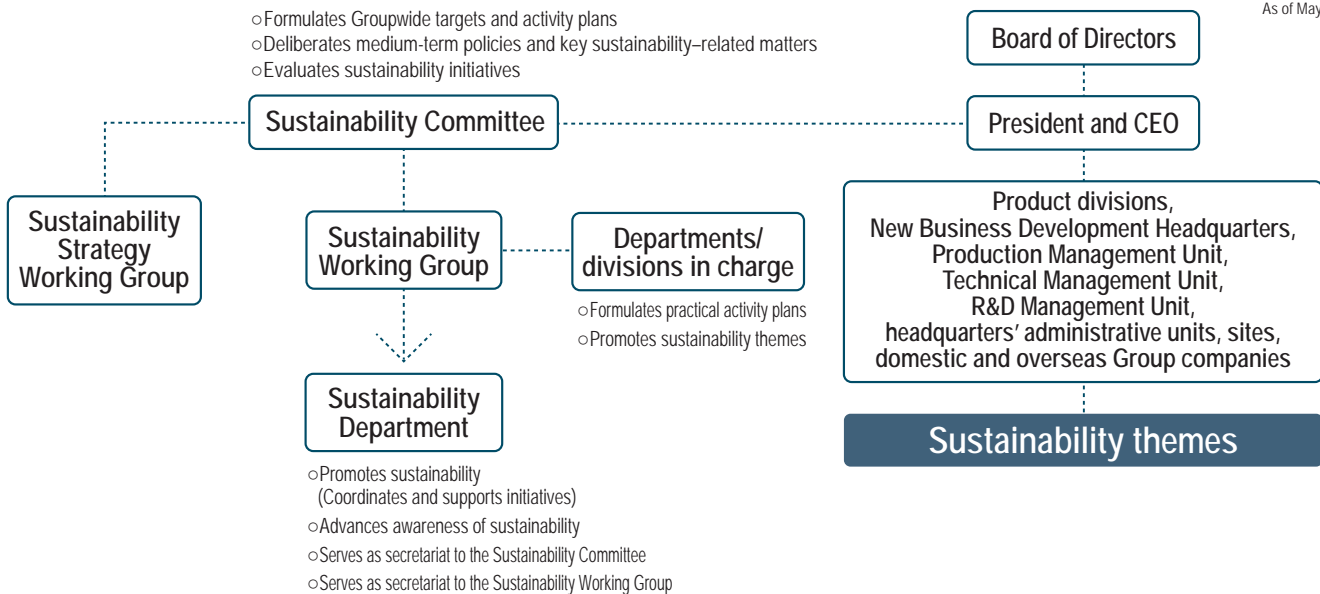 As of May
○Formulates Groupwide targets and activity plans
○Deliberates medium-term policies and key sustainability–related matters
○Evaluates sustainability initiatives
Board of Directors
Sustainability Committee
President and CEO
Sustainability
Strategy
Working Group
Sustainability
Working Group
Departments/
divisions in charge
○Formulates practical activity plans
○Promotes sustainability themes
Product divisions,
New Business Development Headquarters,
Production Management Unit,
Technical Management Unit,
R&D Management Unit,
headquarters’ administrative units, sites,
domestic and overseas Group companies
Sustainability
Department
○Promotes sustainability
(Coordinates and supports initiatives)
○Advances awareness of sustainability
○Serves as secretariat to the Sustainability Committee
○Serves as secretariat to the Sustainability Working Group
Sustainability themes